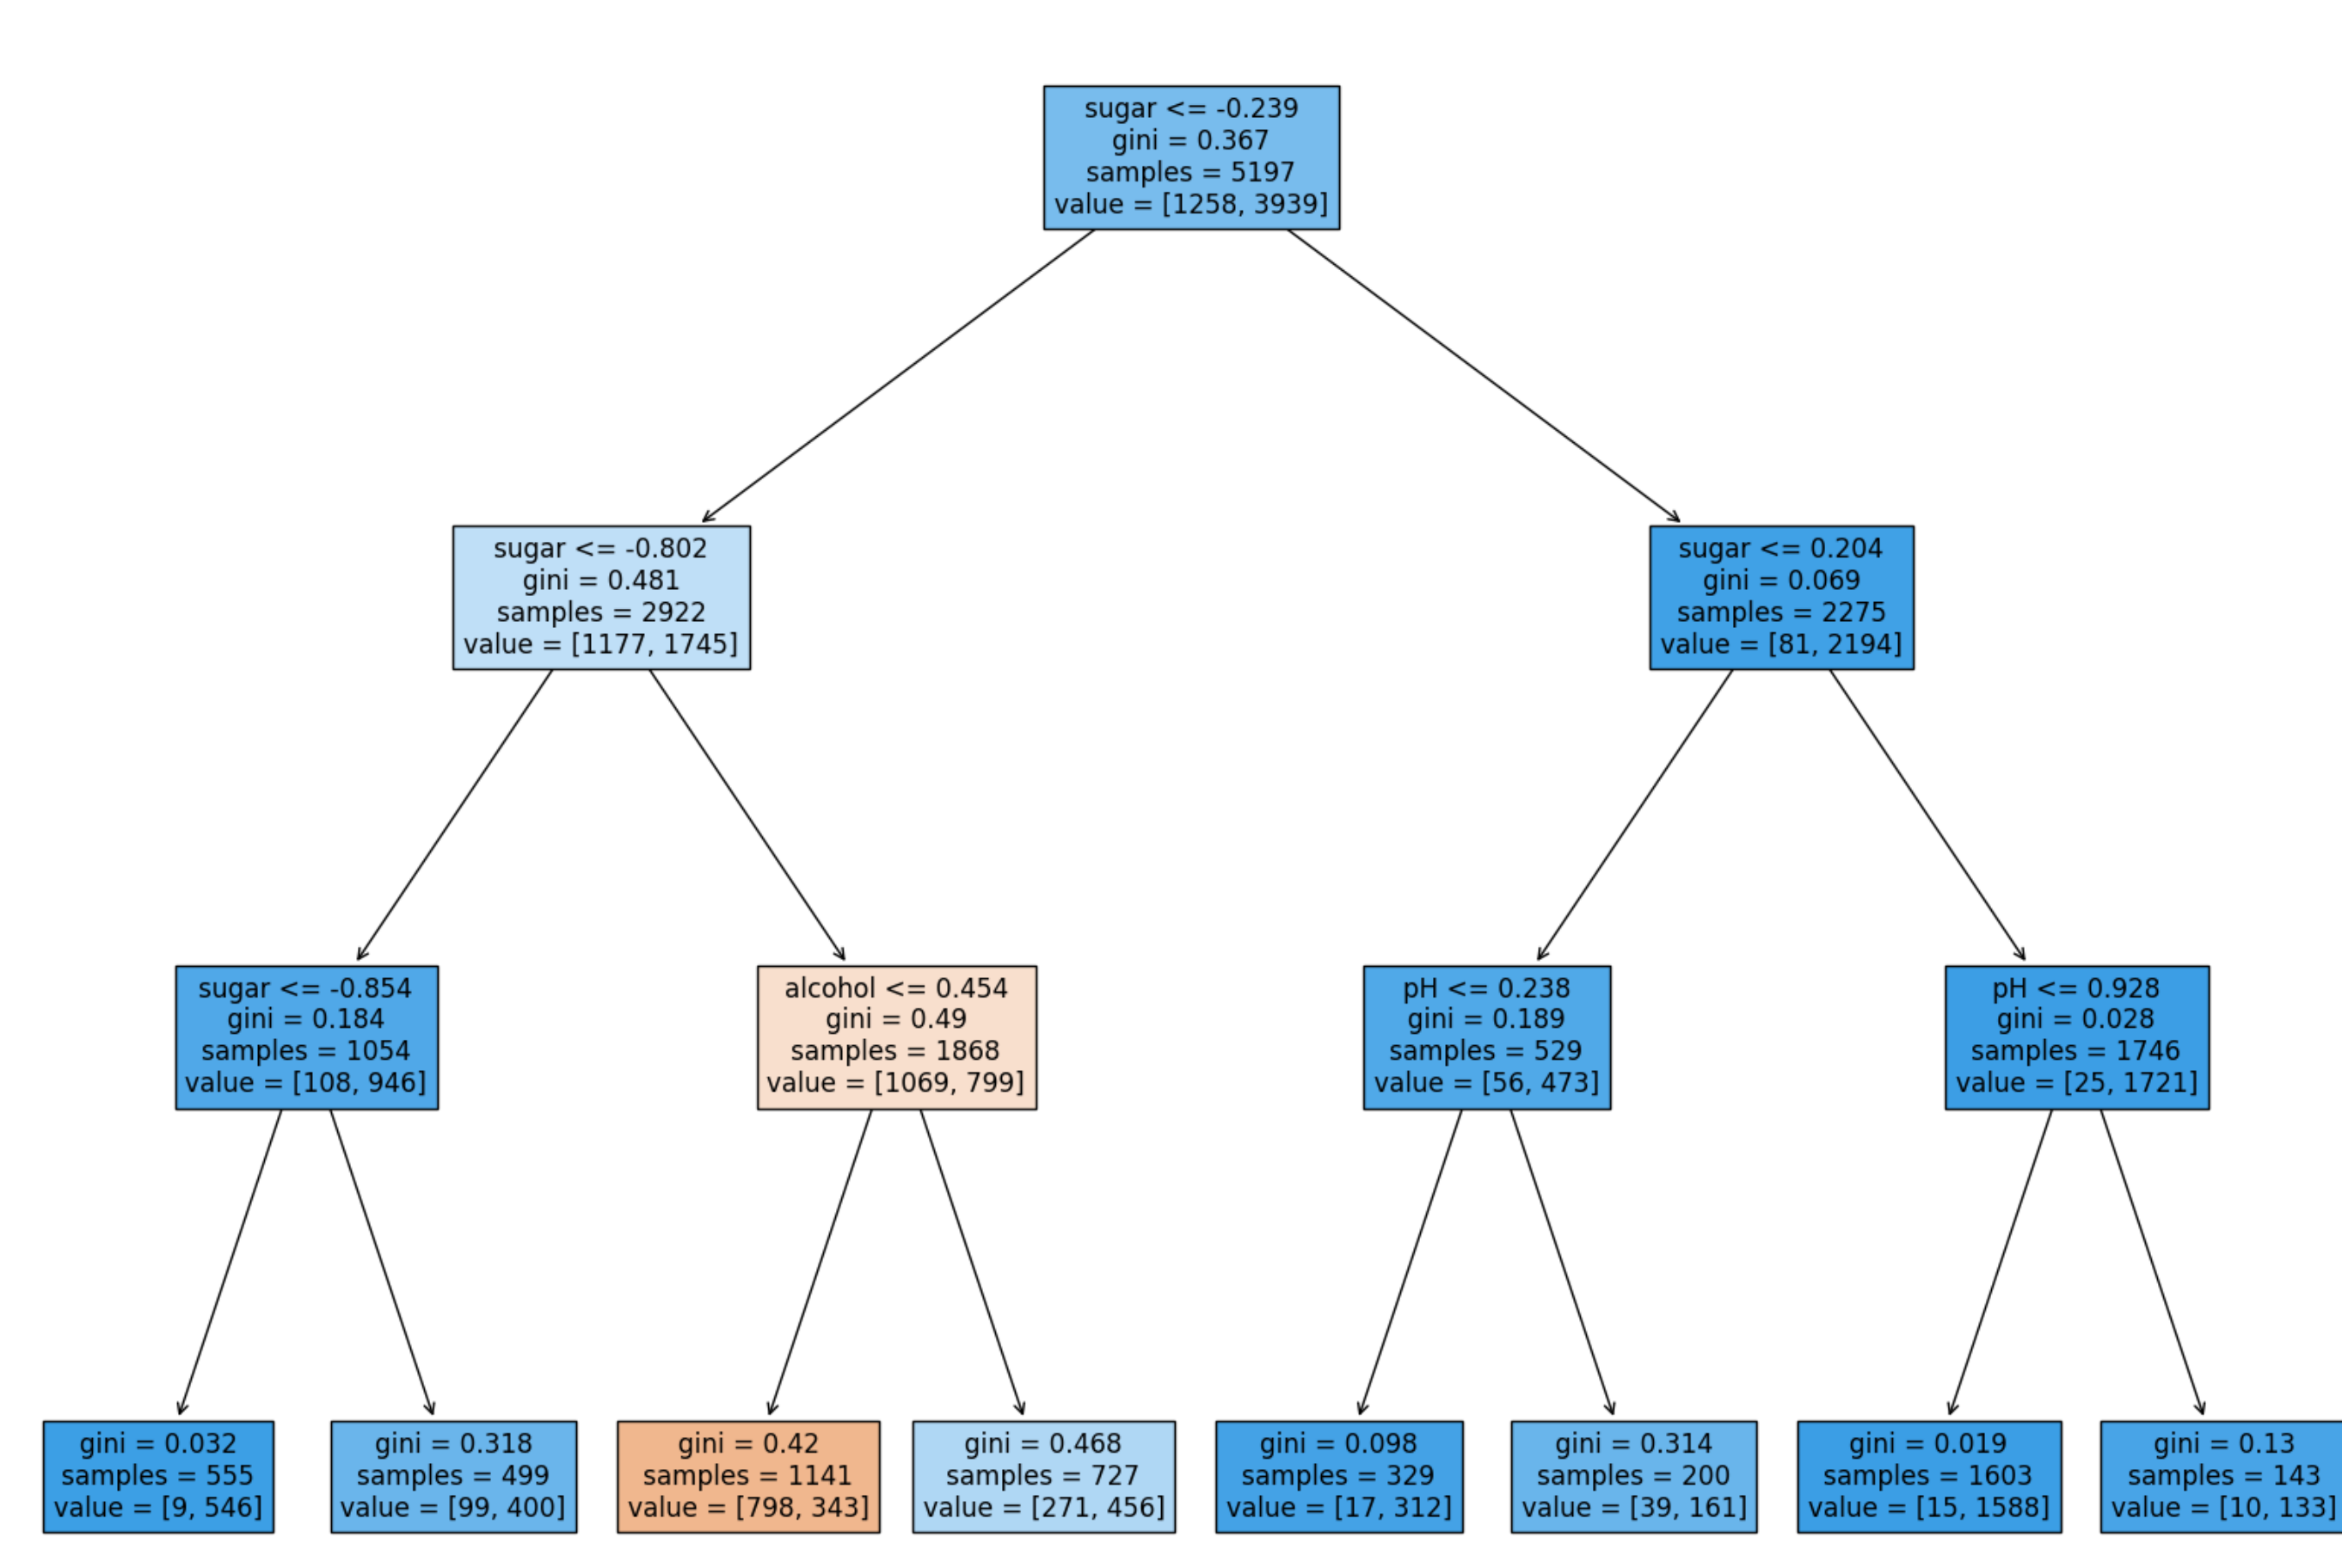 sugar <= -0.239
gini = 0.367
samples = 5197
value = [1258, 3939]
sugar <= -0.802
gini = 0.481
samples = 2922
value = [1177, 1745]
sugar <= 0.204
gini = 0.069
samples = 2275
value = [81, 2194]
sugar <= -0.854
gini = 0.184
samples = 1054
value = [108, 946]
alcohol <= 0.454
gini = 0.49
samples = 1868
value = [1069, 799]
pH <= 0.238
gini = 0.189
samples = 529
value = [56, 473]
pH <= 0.928
gini = 0.028
samples = 1746
value = [25, 1721]
gini = 0.032
samples = 555
value = [9, 546]
gini = 0.318
samples = 499
value = [99, 400]
gini = 0.42
samples = 1141
value = [798, 343]
gini = 0.468
samples = 727
value = [271, 456]
gini = 0.098
samples = 329
value = [17, 312]
gini = 0.314
samples = 200
value = [39, 161]
gini = 0.019
samples = 1603
value = [15, 1588]
gini = 0.13
samples = 143
value = [10, 133]